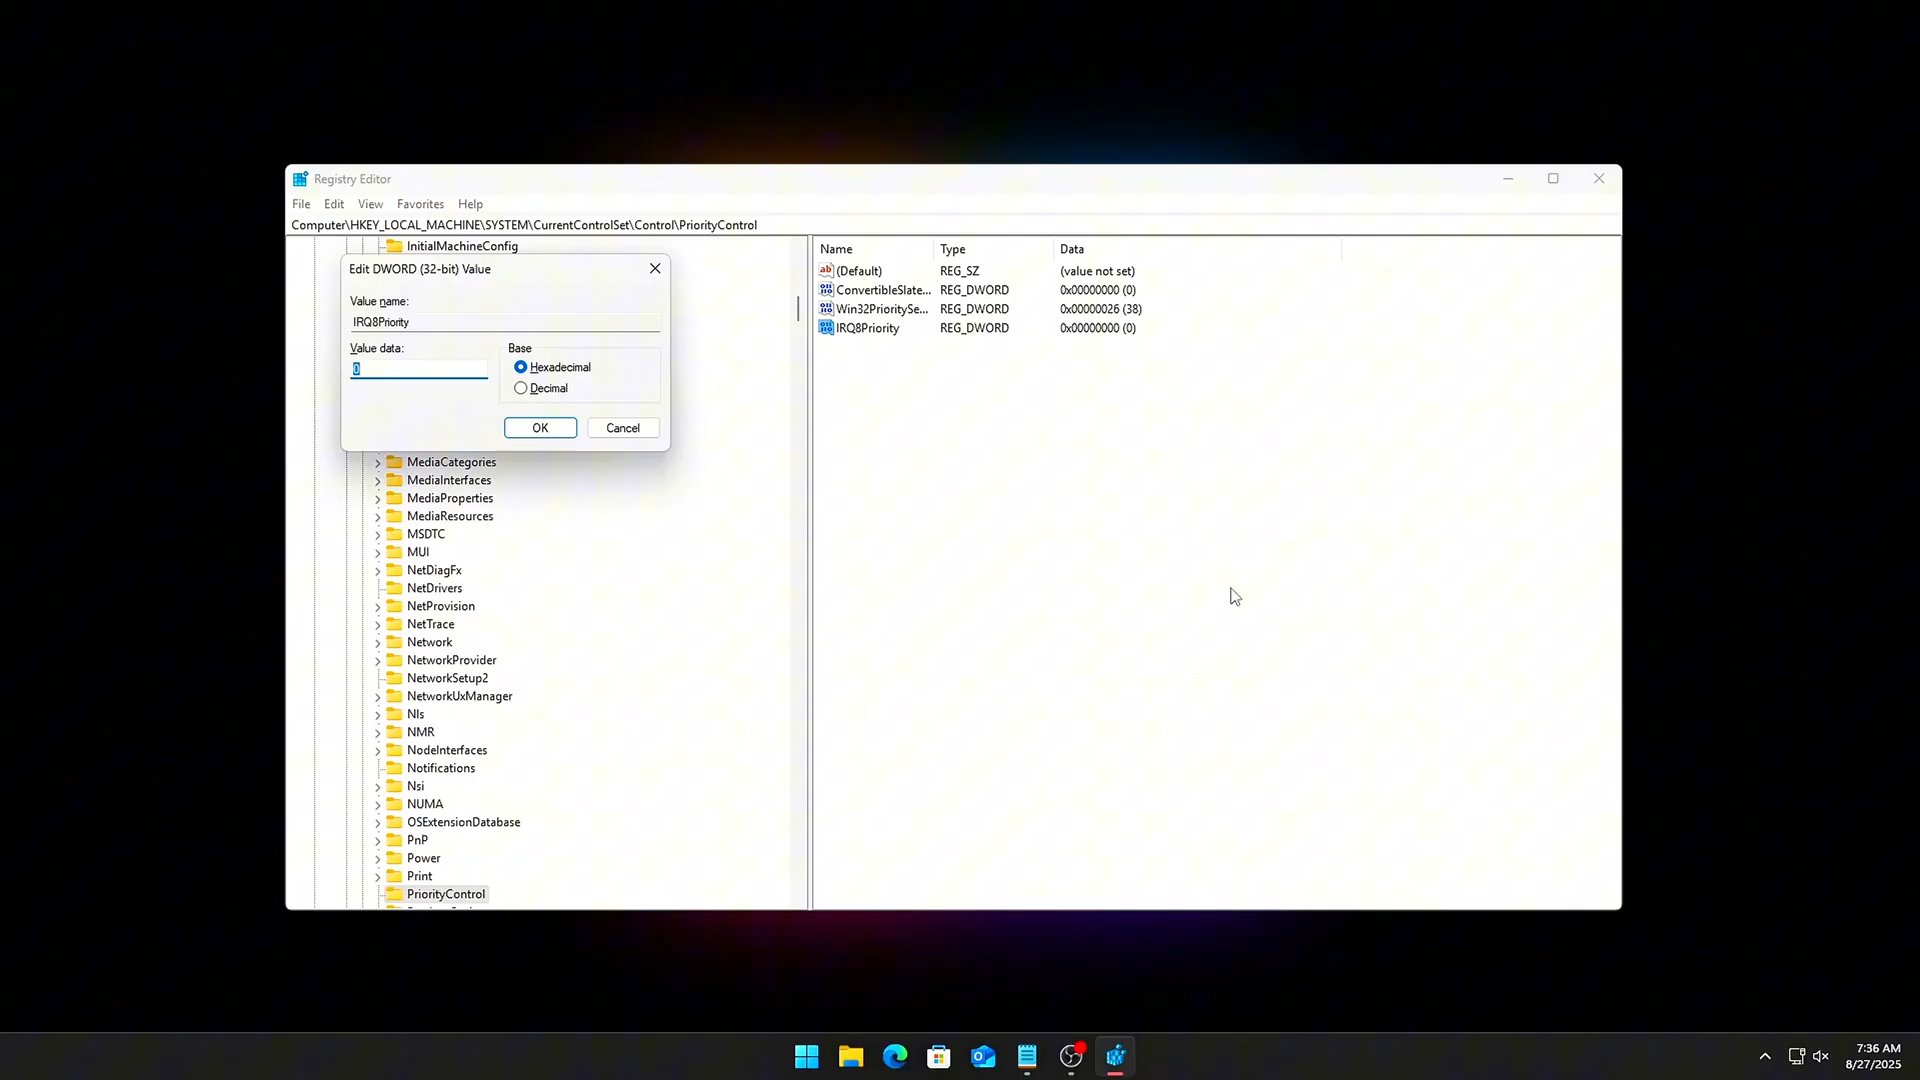 Registry Editor
File Edit View Favorites Help
Computer\HKEY_LOCAL_MACHINE\SYSTEM\CurrentControlSet\Control\PriorityControl
InitialMachineConfig
Edit DWORD (32-bit) Value
Value name:
IRQ8Priority
Value data:
0
Base
Hexadecimal
Decimal
OK Cancel
MediaCategories
MediaInterfaces
MediaProperties
MediaResources
MSDTC
MUI
NetDiagFx
NetDrivers
NetProvision
NetTrace
Network
NetworkProvider
NetworkSetup2
NetworkUxManager
Nls
NMR
NodeInterfaces
Notifications
Nsi
NUMA
OSExtensionDatabase
PnP
Power
Print
PriorityControl
Name Type Data
(Default) REG_SZ (value not set)
ConvertibleSlate... REG_DWORD 0x00000000 (0)
Win32PrioritySe... REG_DWORD 0x00000026 (38)
IRQ8Priority REG_DWORD 0x00000000 (0)
7:36 AM
8/27/2025